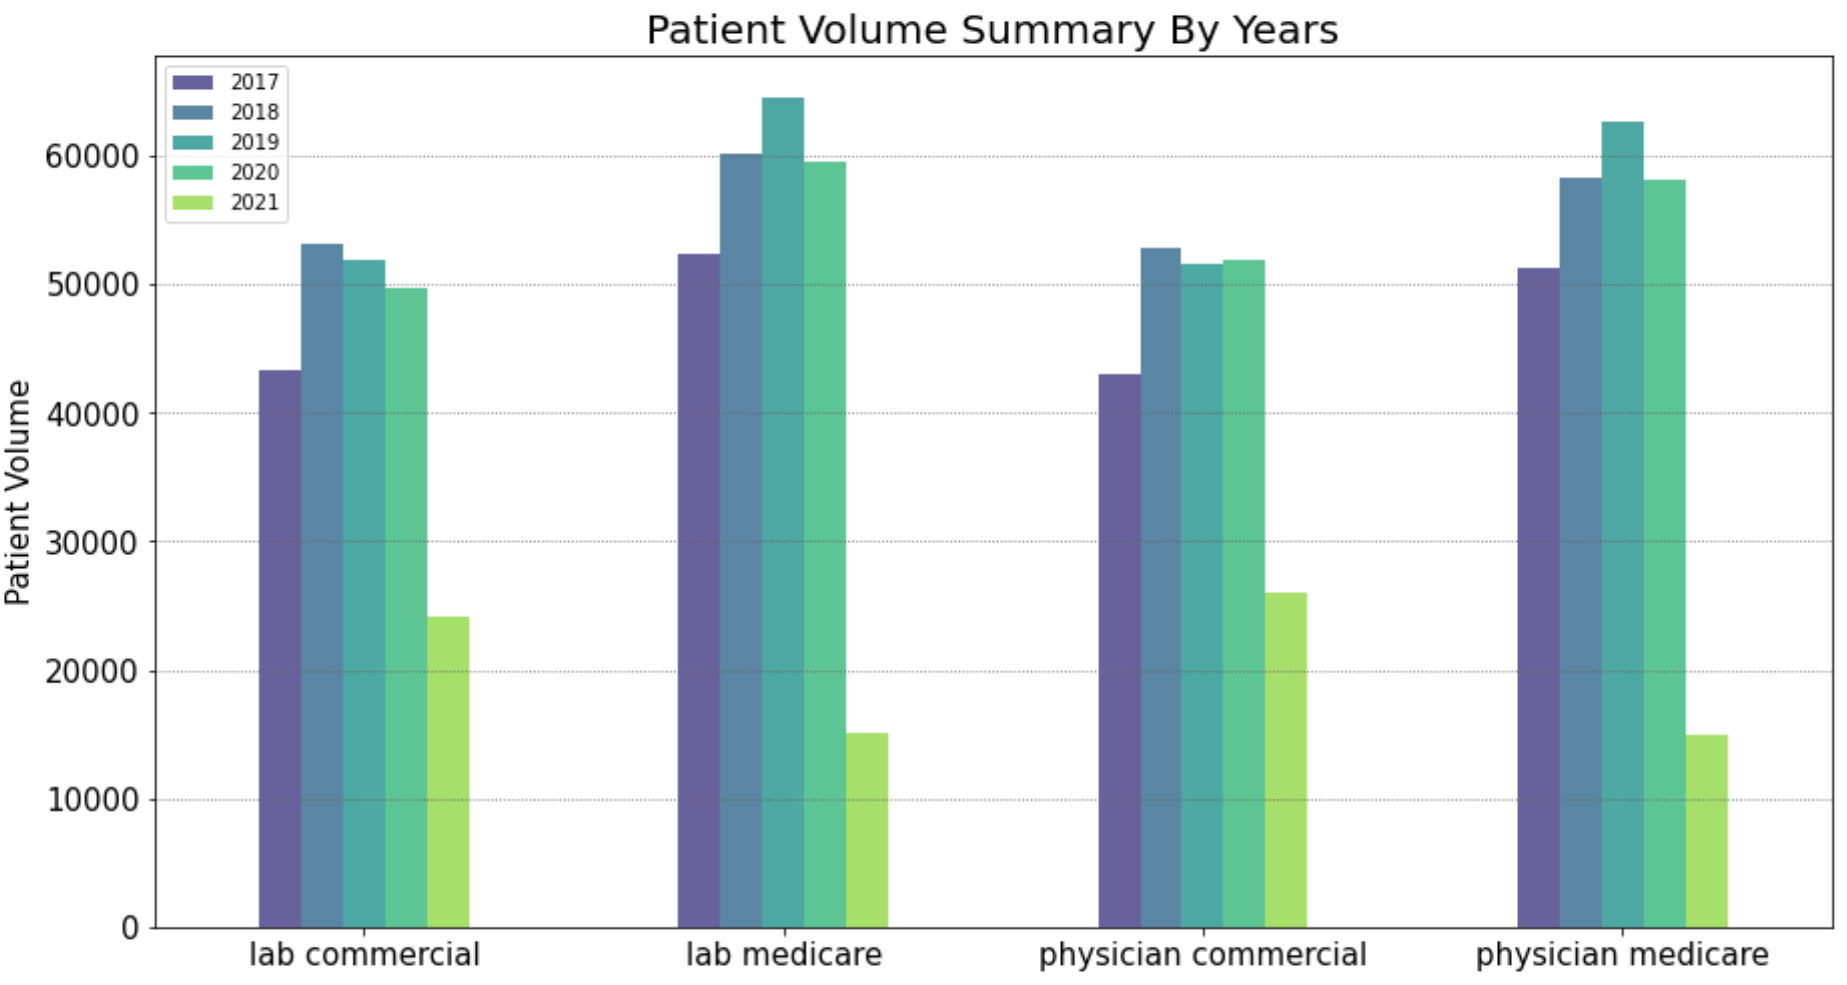 Patient Volume Summary By Years
2017
2018
2019
2020
2021
Patient Volume
60000
50000
40000
30000
20000
10000
0
lab commercial
lab medicare
physician commercial
physician medicare